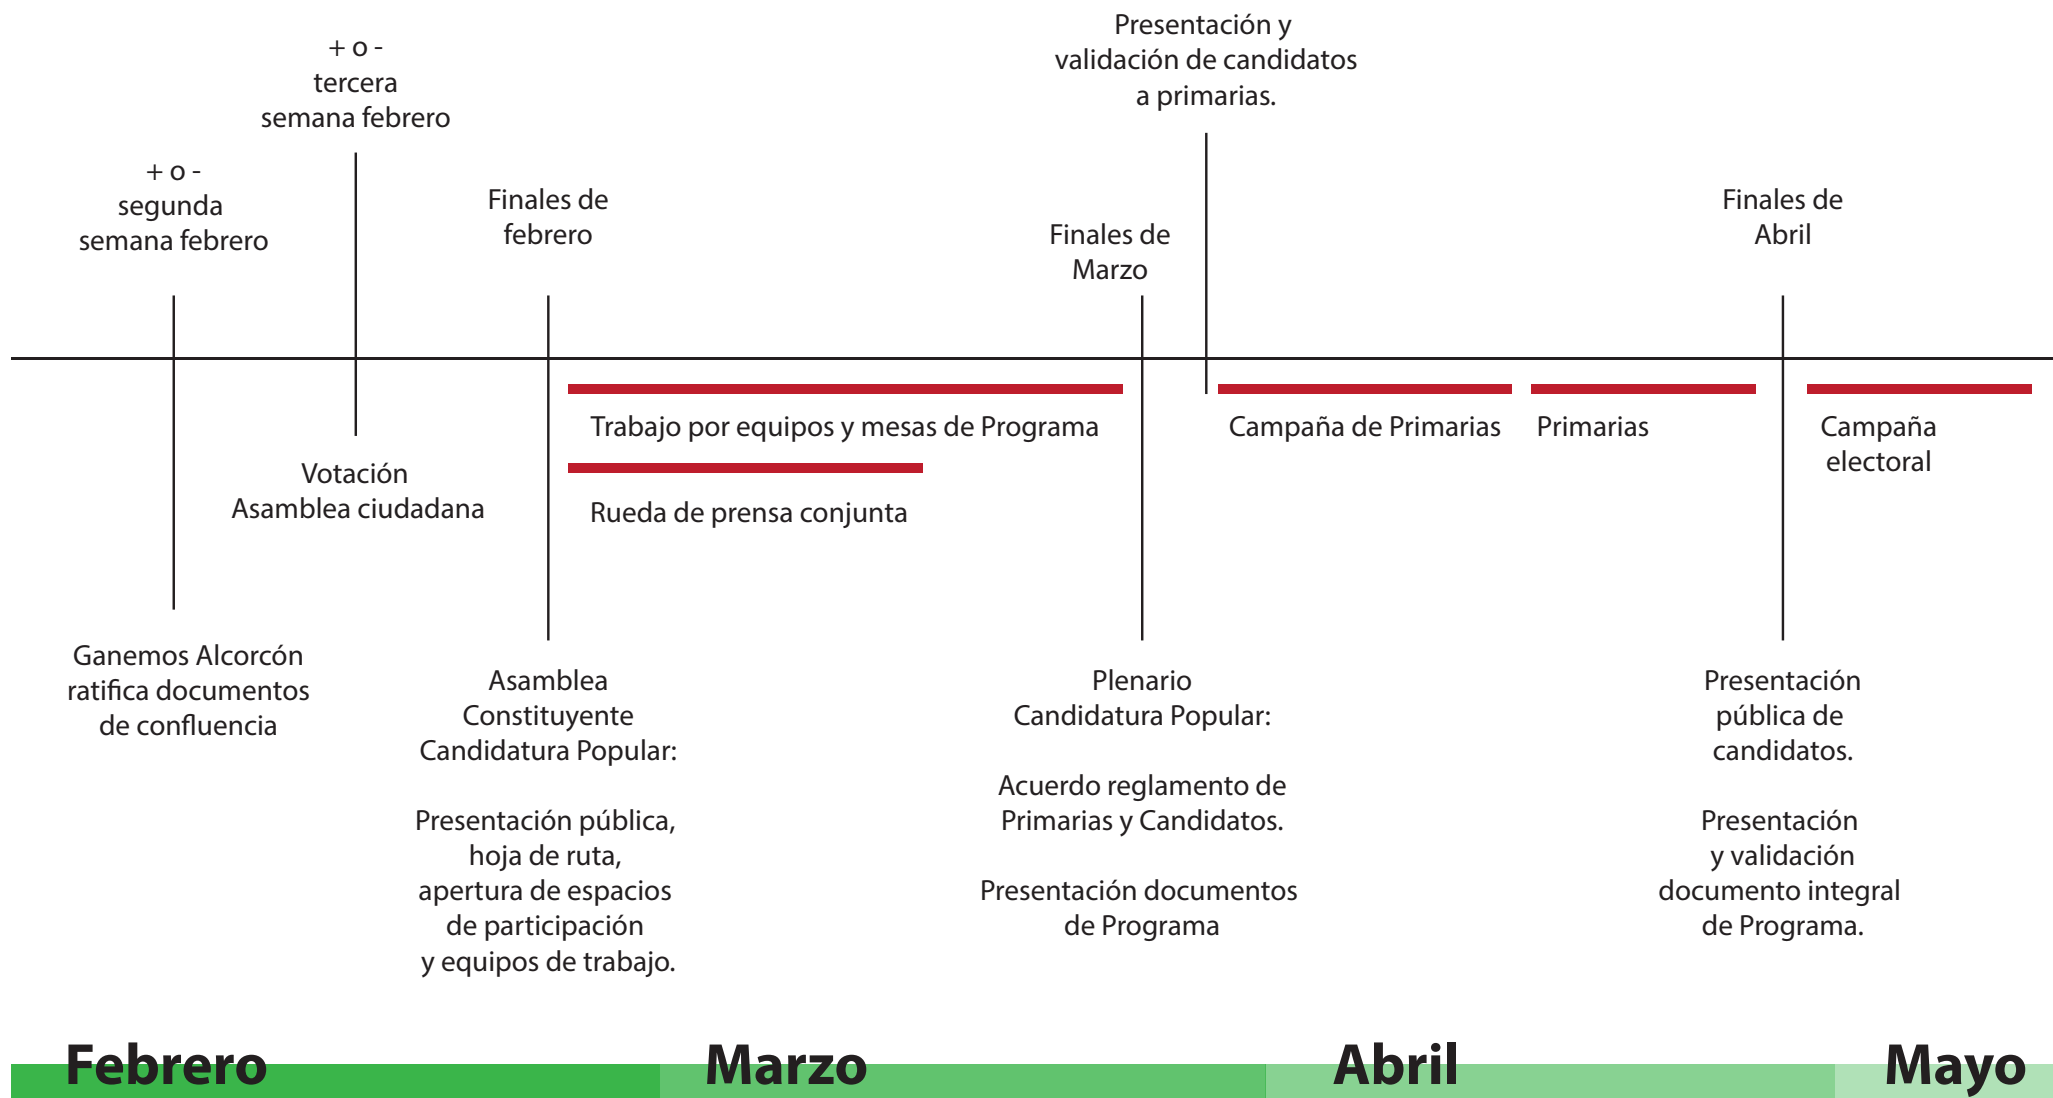 + o -
segunda
semana febrero
Ganemos Alcorcón
ratifica documentos
de confluencia
+ o -
tercera
semana febrero
Votación
Asamblea ciudadana
Finales de
febrero
Asamblea
Constituyente
Candidatura Popular:
Presentación pública,
hoja de ruta,
apertura de espacios
de participación
y equipos de trabajo.
Trabajo por equipos y mesas de Programa
Rueda de prensa conjunta
Finales de
Marzo
Plenario
Candidatura Popular:
Acuerdo reglamento de
Primarias y Candidatos.
Presentación documentos
de Programa
Presentación y
validación de candidatos
a primarias.
Campaña de Primarias
Primarias
Finales de
Abril
Presentación
pública de
candidatos.
Presentación
y validación
documento integral
de Programa.
Campaña
electoral
Febrero
Marzo
Abril
Mayo